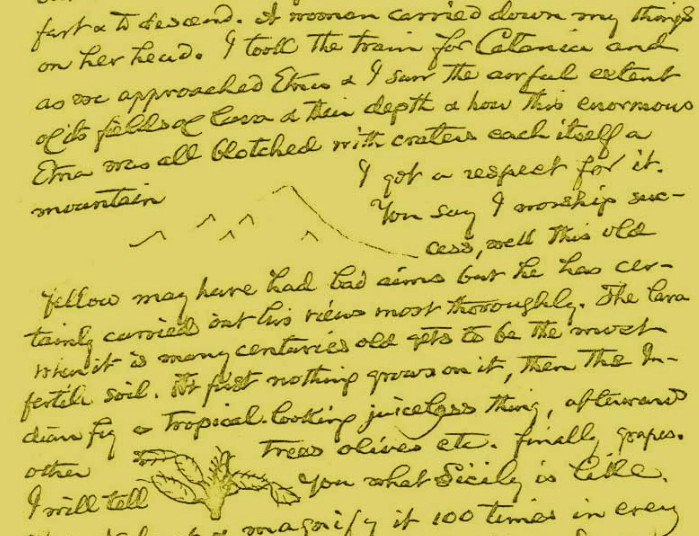 fast & to descend. A woman carried down my things
on her head. I took the train for Catania and
as we approached Etna & I saw the awful extent
of its fields of lava & their depth & how this enormous
Etna was all blotched with craters each itself a
mountain
I got a respect for it.
You say I worship suc-
cess, well this old
fellow may have had bad aims but he has cer-
tainly carried out his views most thoroughly. The lava
when it is many centuries old gets to be the most
fertile soil. At first nothing grows on it, then the In-
dian fig a tropical-looking juiceless thing, afterward
other trees olives etc. finally grapes.
I will tell you what Sicily is like.
magnify it 100 times in every